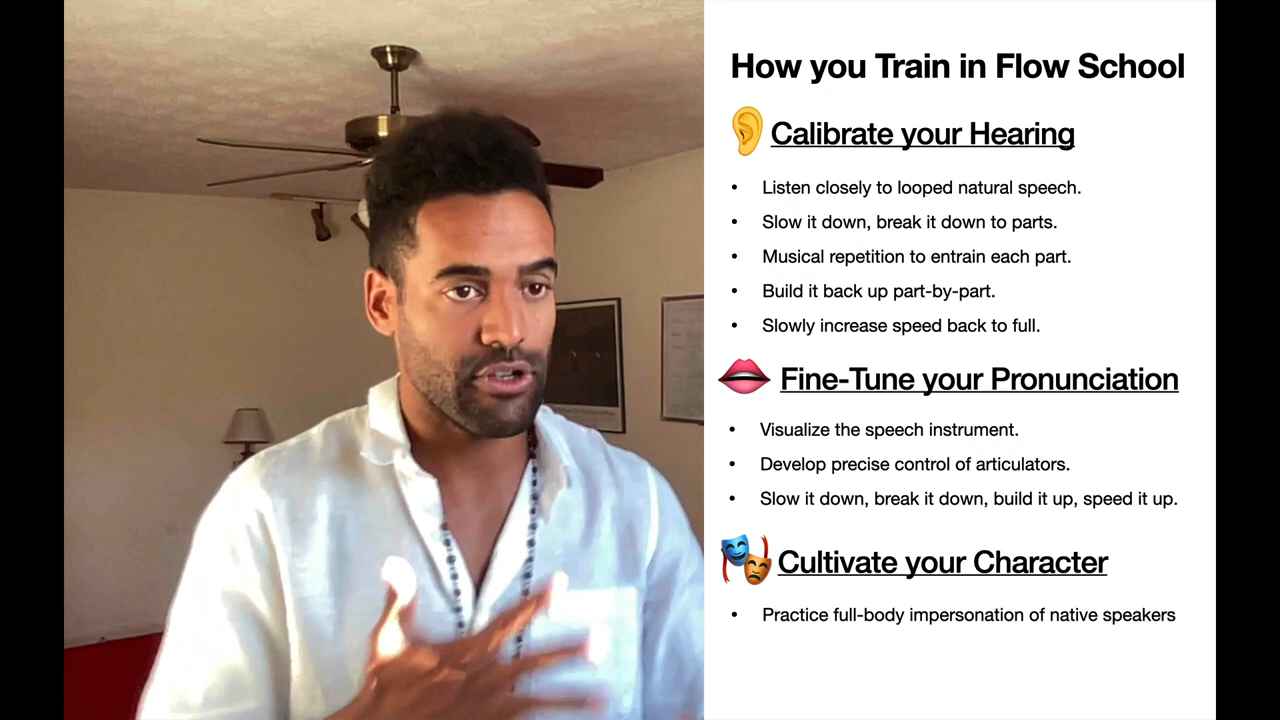 How you Train in Flow School
Calibrate your Hearing
• Listen closely to looped natural speech.
• Slow it down, break it down to parts.
• Musical repetition to entrain each part.
• Build it back up part-by-part.
• Slowly increase speed back to full.
Fine-Tune your Pronunciation
• Visualize the speech instrument.
• Develop precise control of articulators.
• Slow it down, break it down, build it up, speed it up.
Cultivate your Character
• Practice full-body impersonation of native speakers